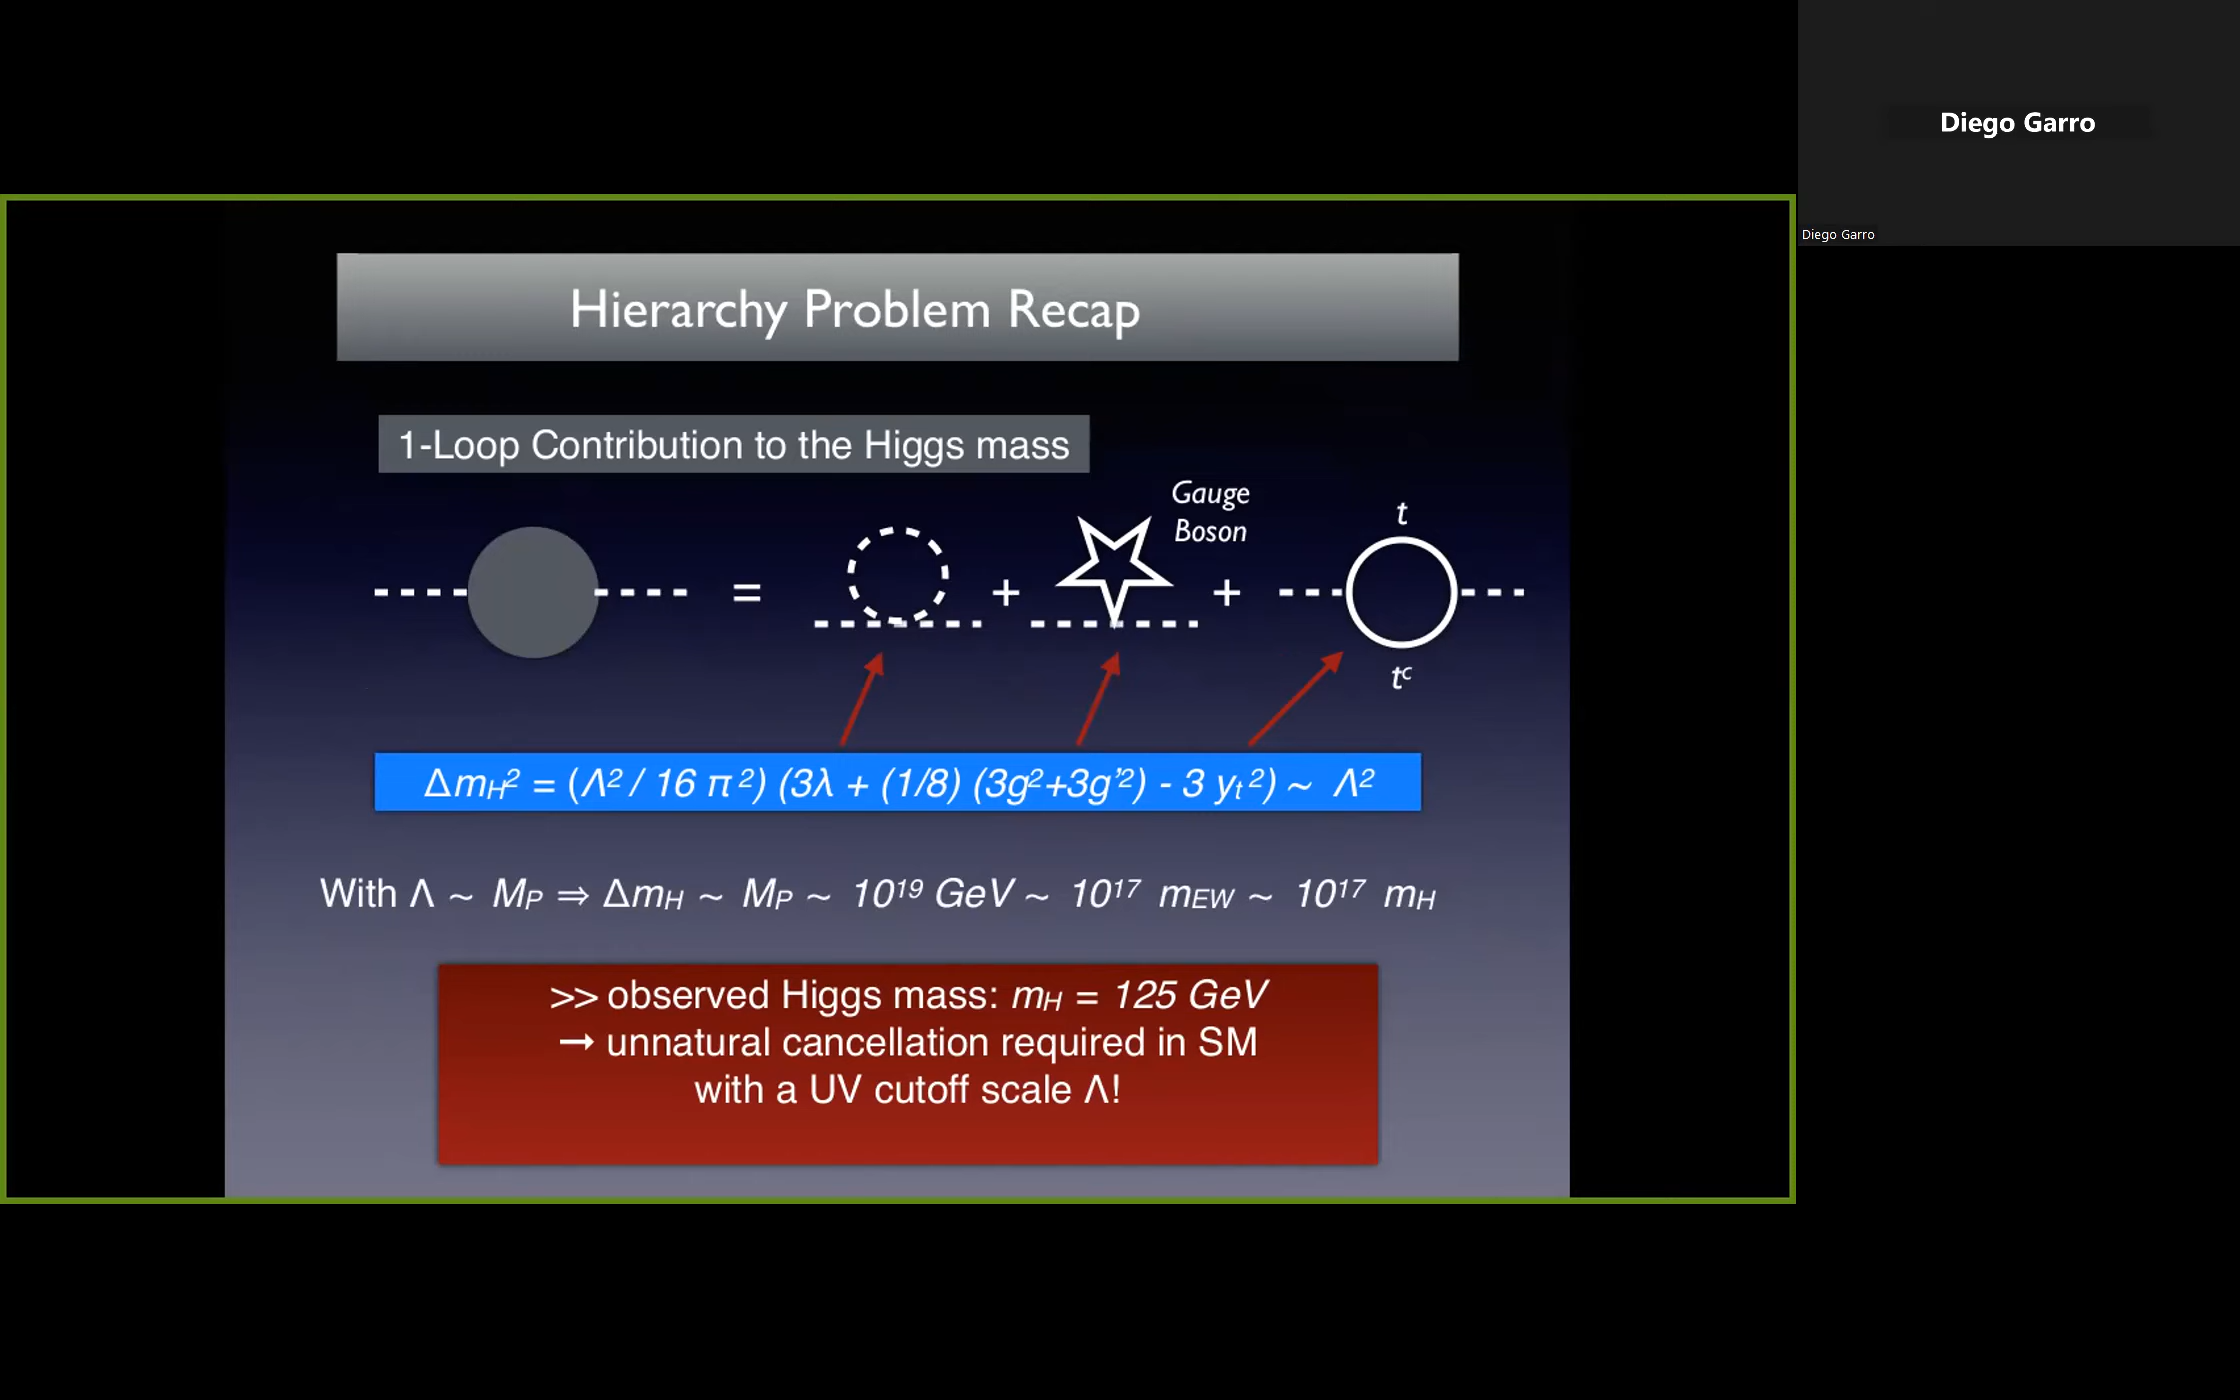 Diego Garro
Diego Garro
Hierarchy Problem Recap
1-Loop Contribution to the Higgs mass
Gauge
Boson
t
= + +
tᶜ
Δm_H² = (Λ² / 16 π²) (3λ + (1/8) (3g²+3g’²) - 3 y_t²) ~ Λ²
With Λ ~ M_P ⇒ Δm_H ~ M_P ~ 10¹⁹ GeV ~ 10¹⁷ m_EW ~ 10¹⁷ m_H
>> observed Higgs mass: m_H = 125 GeV
→ unnatural cancellation required in SM
with a UV cutoff scale Λ!